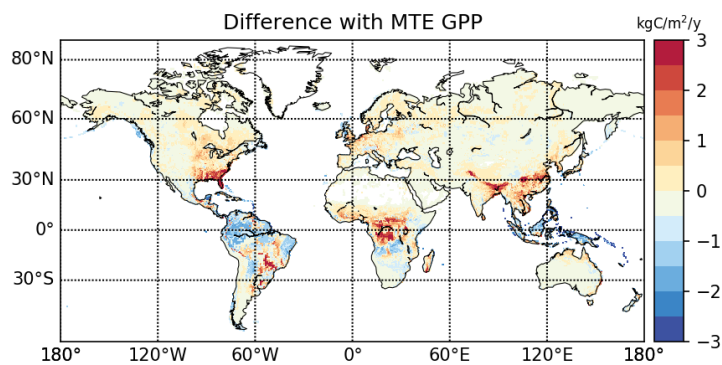 Difference with MTE GPP
kgC/m²/y
80°N
60°N
30°N
0°
30°S
180°
120°W
60°W
0°
60°E
120°E
180°
3
2
1
0
−1
−2
−3